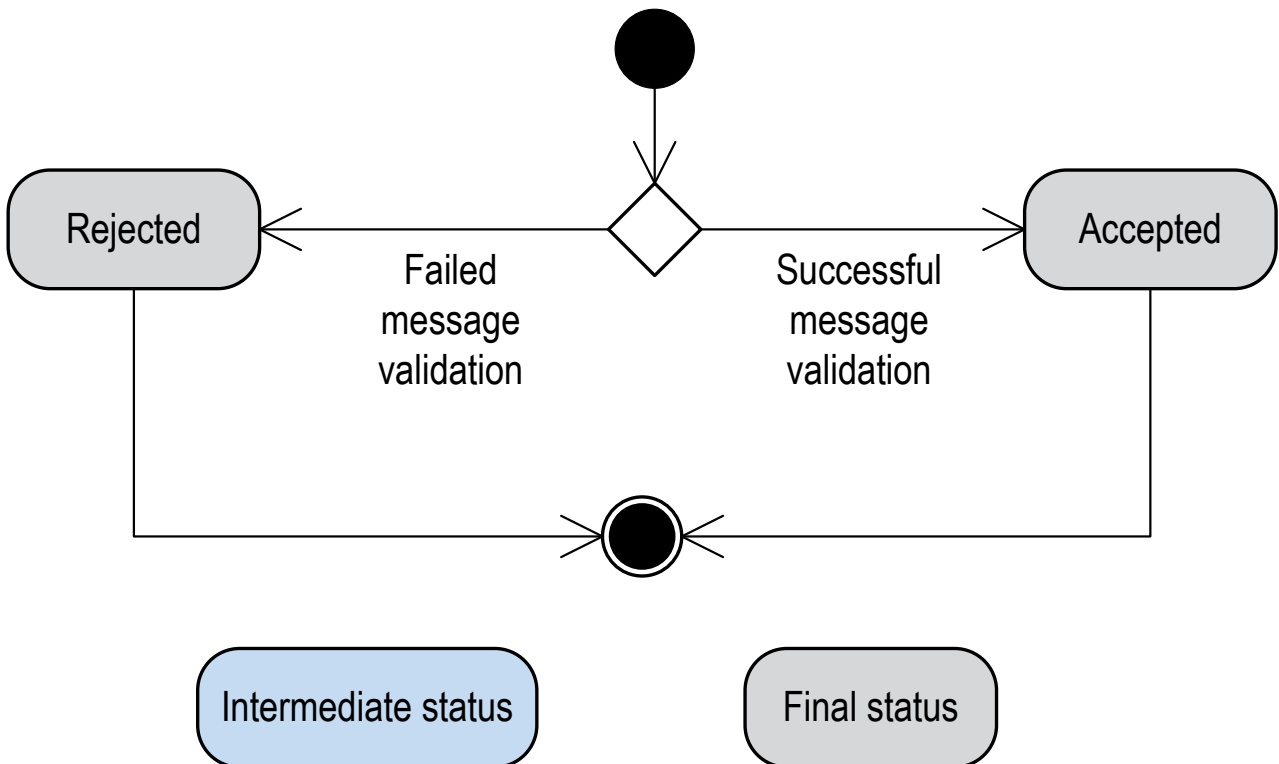 Rejected
Accepted
Failed
message
validation
Successful
message
validation
Intermediate status
Final status